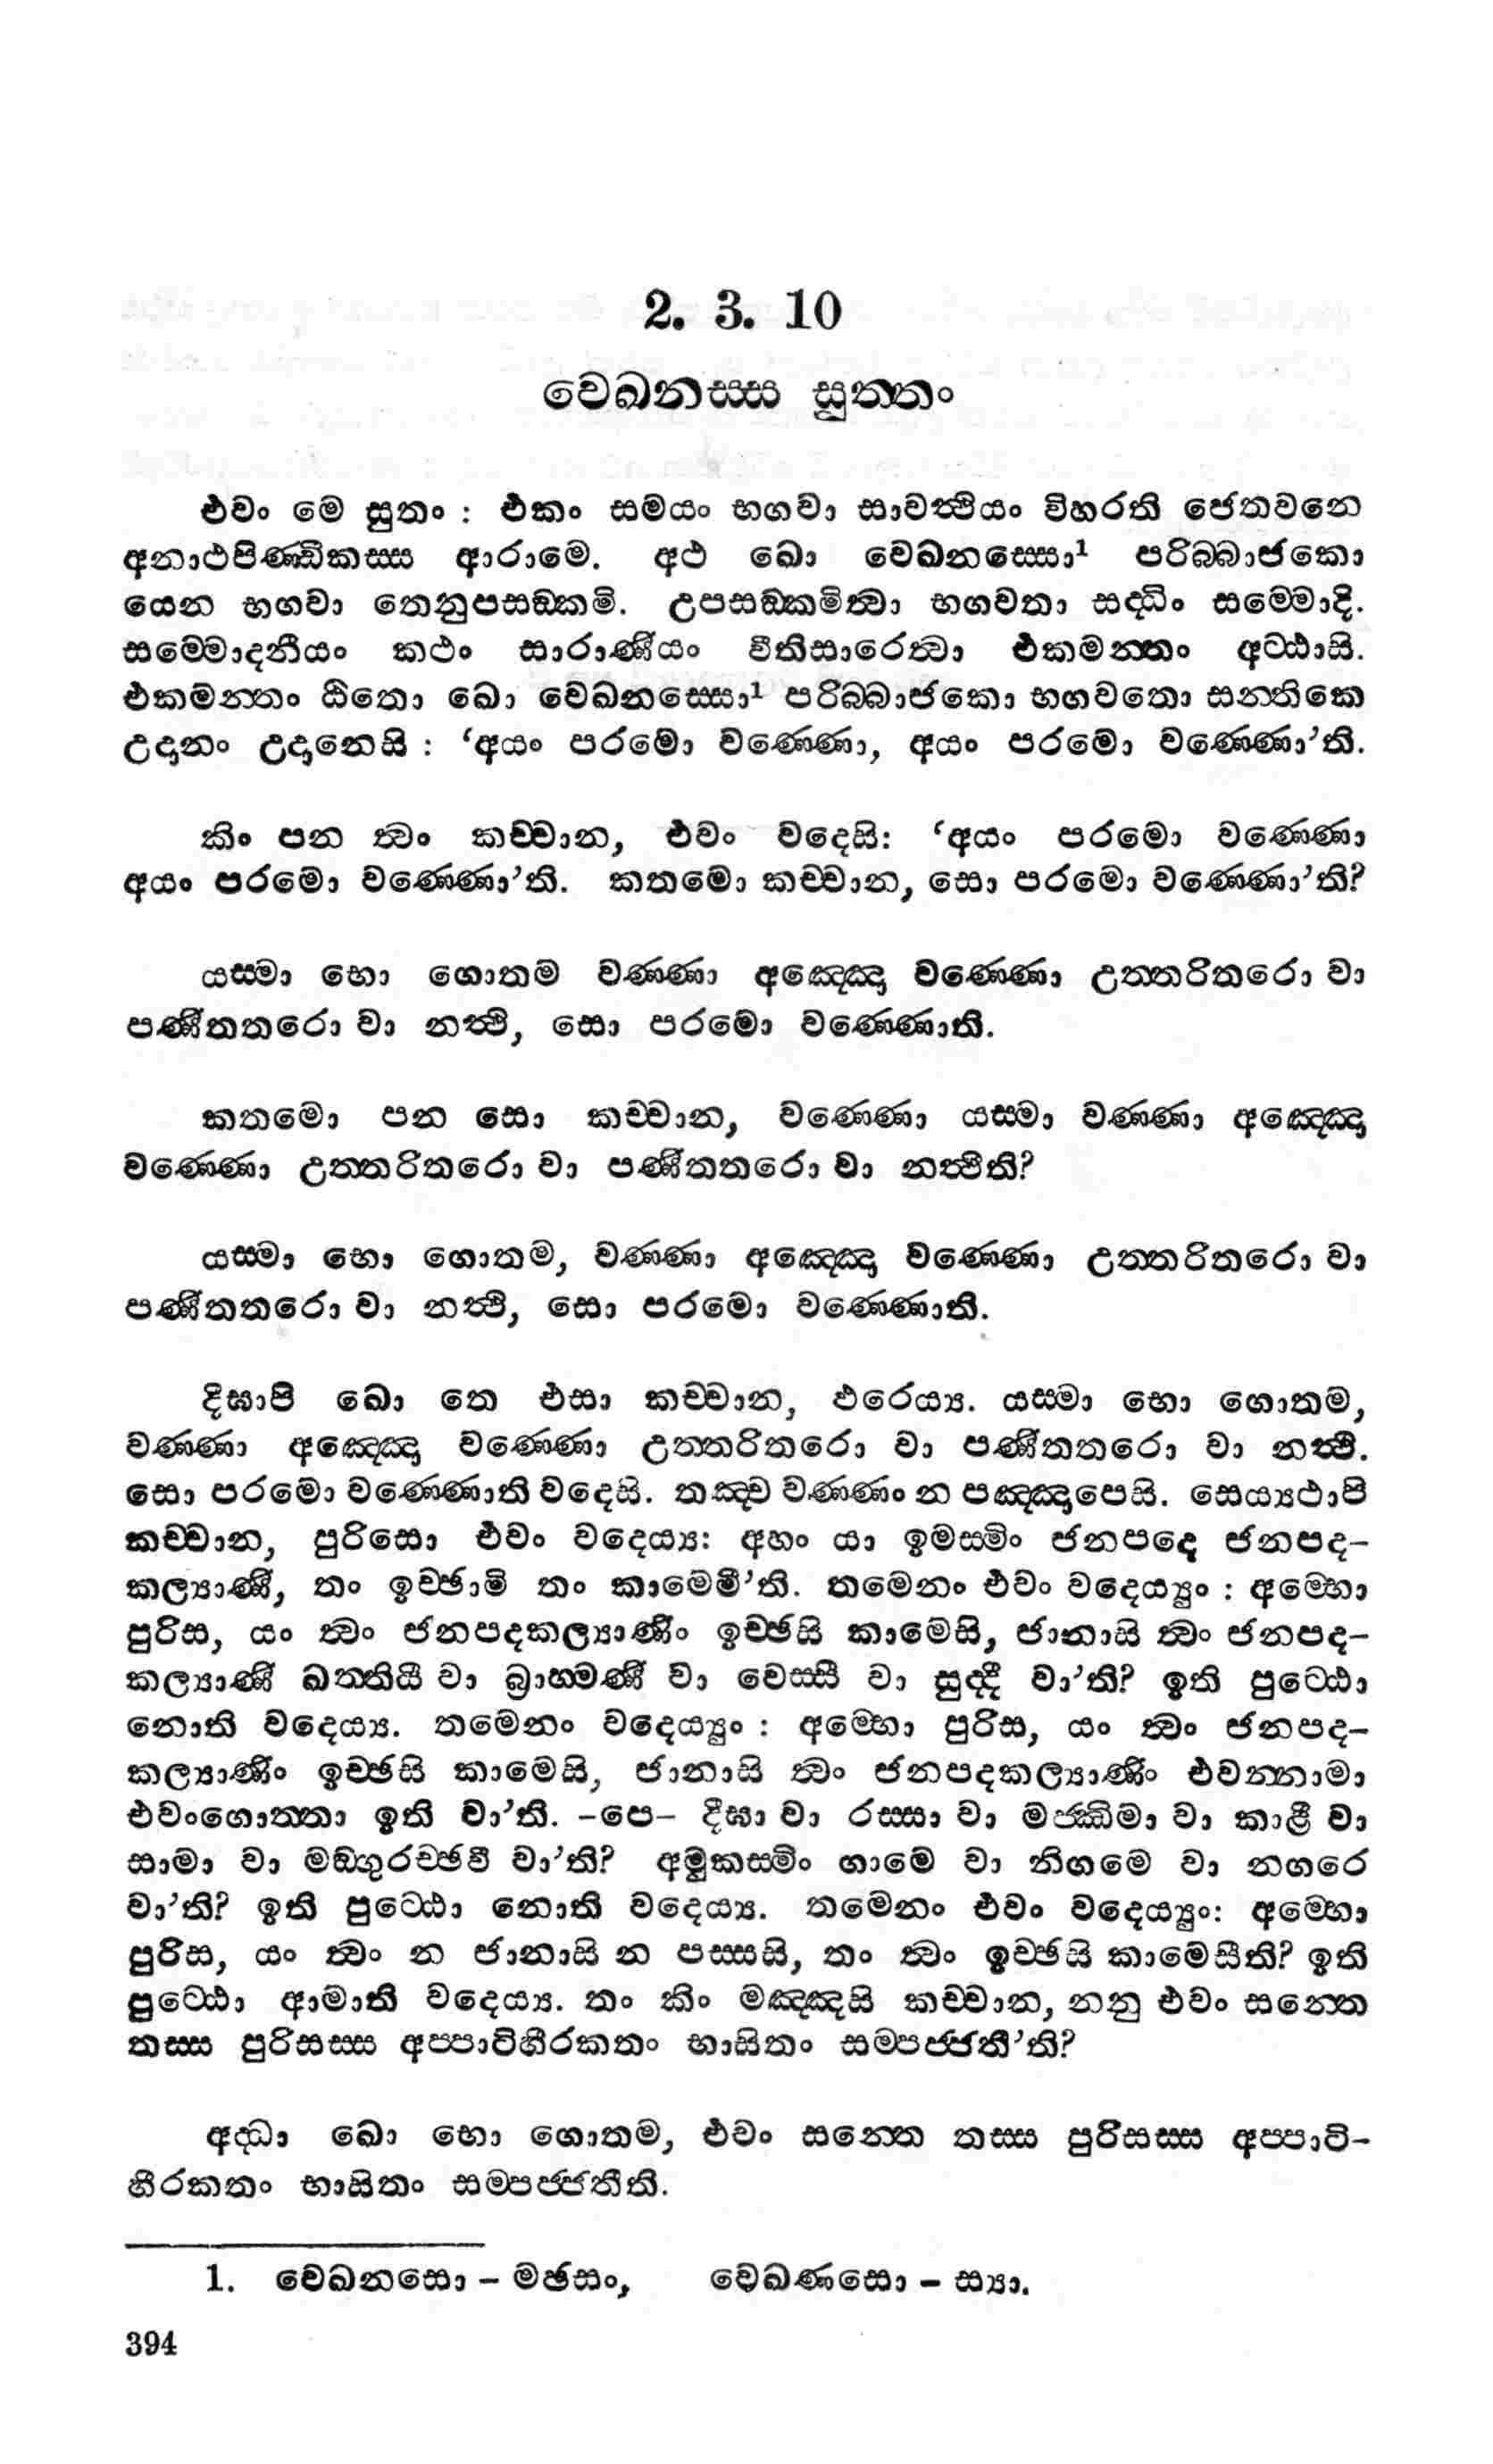 2. 3. 10
වෙඛනස්ස සුත්තං
එවං මෙ සුතං : එකං සමයං භගවා සාවත්ථියං විහරති ජෙතවනෙ
අනාථපිණ්ඩිකස්ස ආරාමෙ. අථ ඛො වෙඛනස්සො¹ පරිබ්බාජකො
යෙන භගවා තෙනුපසඞ්කමි. උපසඞ්කමිත්වා භගවතා සද්ධිං සම්මොදි.
සම්මොදනීයං කථං සාරාණීයං වීතිසාරෙත්වා එකමන්තං අට්ඨාසි.
එකමන්තං ඨිතො ඛො වෙඛනස්සො¹ පරිබ්බාජකො භගවතො සන්තිකෙ
උදානං උදානෙසි : ‘අයං පරමො වණ්ණො, අයං පරමො වණ්ණො’ති.
කිං පන ත්වං කච්චාන, එවං වදෙසි: ‘අයං පරමො වණ්ණො
අයං පරමො වණ්ණො’ති. කතමො කච්චාන, සො පරමො වණ්ණො’ති?
යස්මා භො ගොතම වණ්ණා අඤ්ඤො වණ්ණො උත්තරිතරො වා
පණීතතරො වා නත්ථි, සො පරමො වණ්ණොති.
කතමො පන සො කච්චාන, වණ්ණො යස්මා වණ්ණා අඤ්ඤො
වණ්ණො උත්තරිතරො වා පණීතතරො වා නත්ථීති?
යස්මා භො ගොතම, වණ්ණා අඤ්ඤො වණ්ණො උත්තරිතරො වා
පණීතතරො වා නත්ථි, සො පරමො වණ්ණොති.
දීඝාපි ඛො තෙ එසා කච්චාන, ඵරෙය්‍ය. යස්මා භො ගොතම,
වණ්ණා අඤ්ඤො වණ්ණො උත්තරිතරො වා පණීතතරො වා නත්ථි.
සො පරමො වණ්ණොති වදෙසි. තඤ්ච වණ්ණං න පඤ්ඤාපෙසි. සෙය්‍යථාපි
කච්චාන, පුරිසො එවං වදෙය්‍ය: අහං යා ඉමස්මිං ජනපදෙ ජනපද-
කල්‍යාණී, තං ඉච්ඡාමි තං කාමෙමී’ති. තමෙනං එවං වදෙය්‍යුං : අම්භො
පුරිස, යං ත්වං ජනපදකල්‍යාණිං ඉච්ඡසි කාමෙසි, ජානාසි ත්වං ජනපද-
කල්‍යාණී ඛත්තියී වා බ්‍රාහ්මණී වා වෙස්සී වා සුද්දී වා’ති? ඉති පුට්ඨො
නොති වදෙය්‍ය. තමෙනං වදෙය්‍යුං : අම්භො පුරිස, යං ත්වං ජනපද-
කල්‍යාණිං ඉච්ඡසි කාමෙසි, ජානාසි ත්වං ජනපදකල්‍යාණිං එවන්නාමා
එවංගොත්තා ඉති වා’ති. -පෙ- දීඝා වා රස්සා වා මජ්ඣිමා වා කාළී වා
සාමා වා මඞ්ගුරච්ඡවී වා’ති? අමුකස්මිං ගාමෙ වා නිගමෙ වා නගරෙ
වා’ති? ඉති පුට්ඨො නොති වදෙය්‍ය. තමෙනං එවං වදෙය්‍යුං: අම්භො
පුරිස, යං ත්වං න ජානාසි න පස්සසි, තං ත්වං ඉච්ඡසි කාමෙසීති? ඉති
පුට්ඨො ආමාති වදෙය්‍ය. තං කිං මඤ්ඤසි කච්චාන, නනු එවං සන්තෙ
තස්ස පුරිසස්ස අප්පාටිහීරකතං භාසිතං සම්පජ්ජතී’ති?
අද්ධා ඛො භො ගොතම, එවං සන්තෙ තස්ස පුරිසස්ස අප්පාටි-
හීරකතං භාසිතං සම්පජ්ජතීති.
1. වෙඛනසො – මඡසං, වෙඛණසො – ස්‍යා.
394